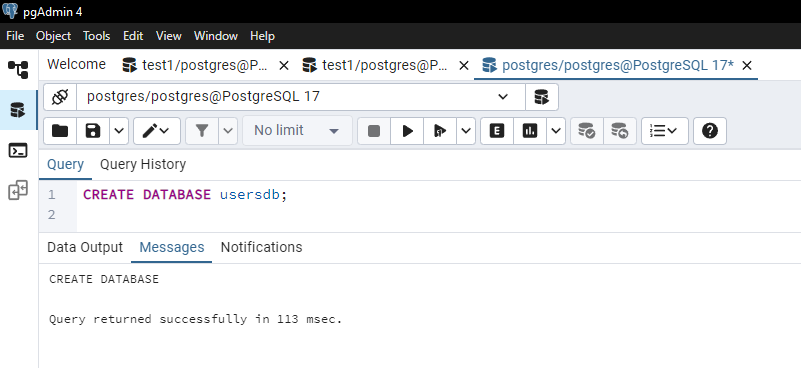 pgAdmin 4
File Object Tools Edit View Window Help
Welcome test1/postgres@P... test1/postgres@P... postgres/postgres@PostgreSQL 17*
postgres/postgres@PostgreSQL 17
No limit E
Query Query History
1 CREATE DATABASE usersdb;
2
Data Output Messages Notifications
CREATE DATABASE
Query returned successfully in 113 msec.